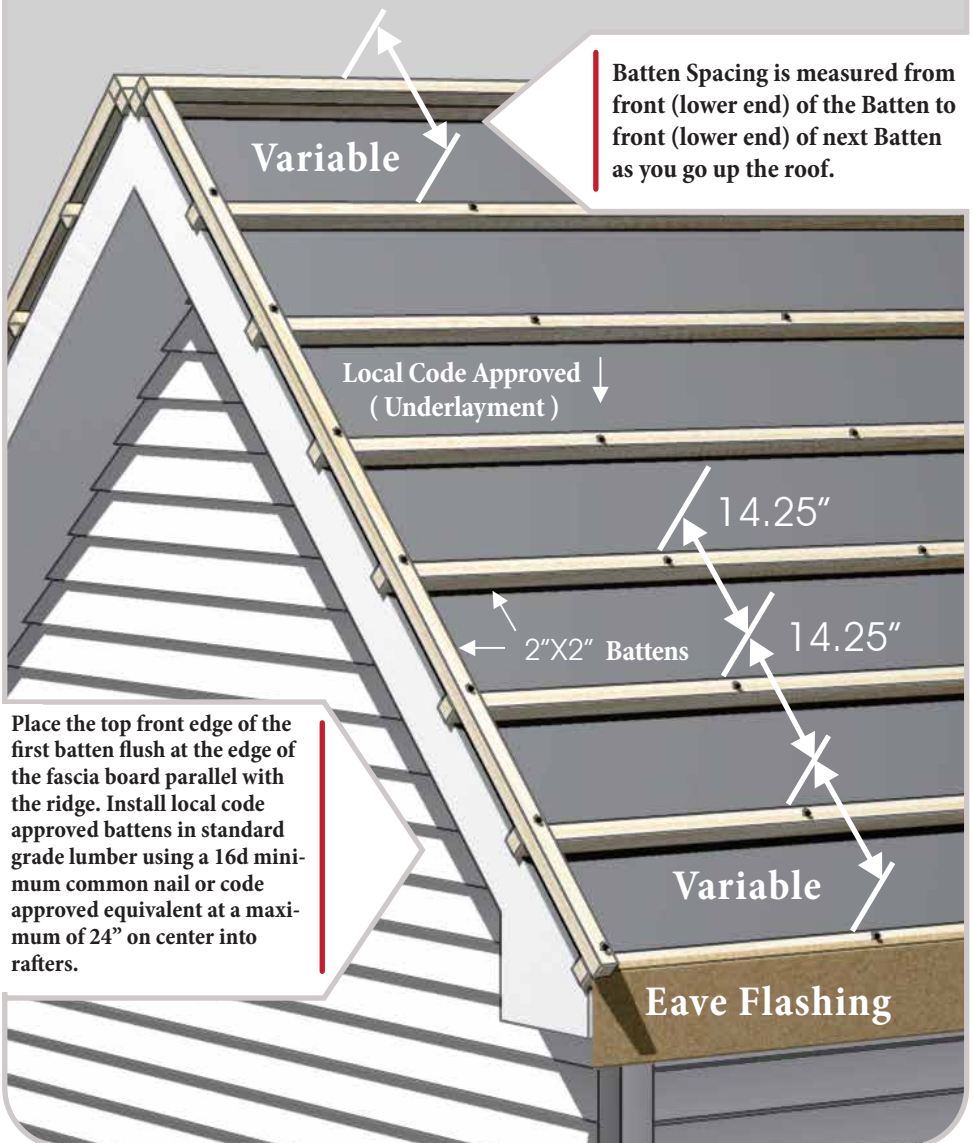 Batten Spacing is measured from
front (lower end) of the Batten to
front (lower end) of next Batten
as you go up the roof.
Variable
Local Code Approved
( Underlayment )
14.25”
14.25”
2”X2” Battens
Place the top front edge of the
first batten flush at the edge of
the fascia board parallel with
the ridge. Install local code
approved battens in standard
grade lumber using a 16d mini-
mum common nail or code
approved equivalent at a maxi-
mum of 24” on center into
rafters.
Variable
Eave Flashing